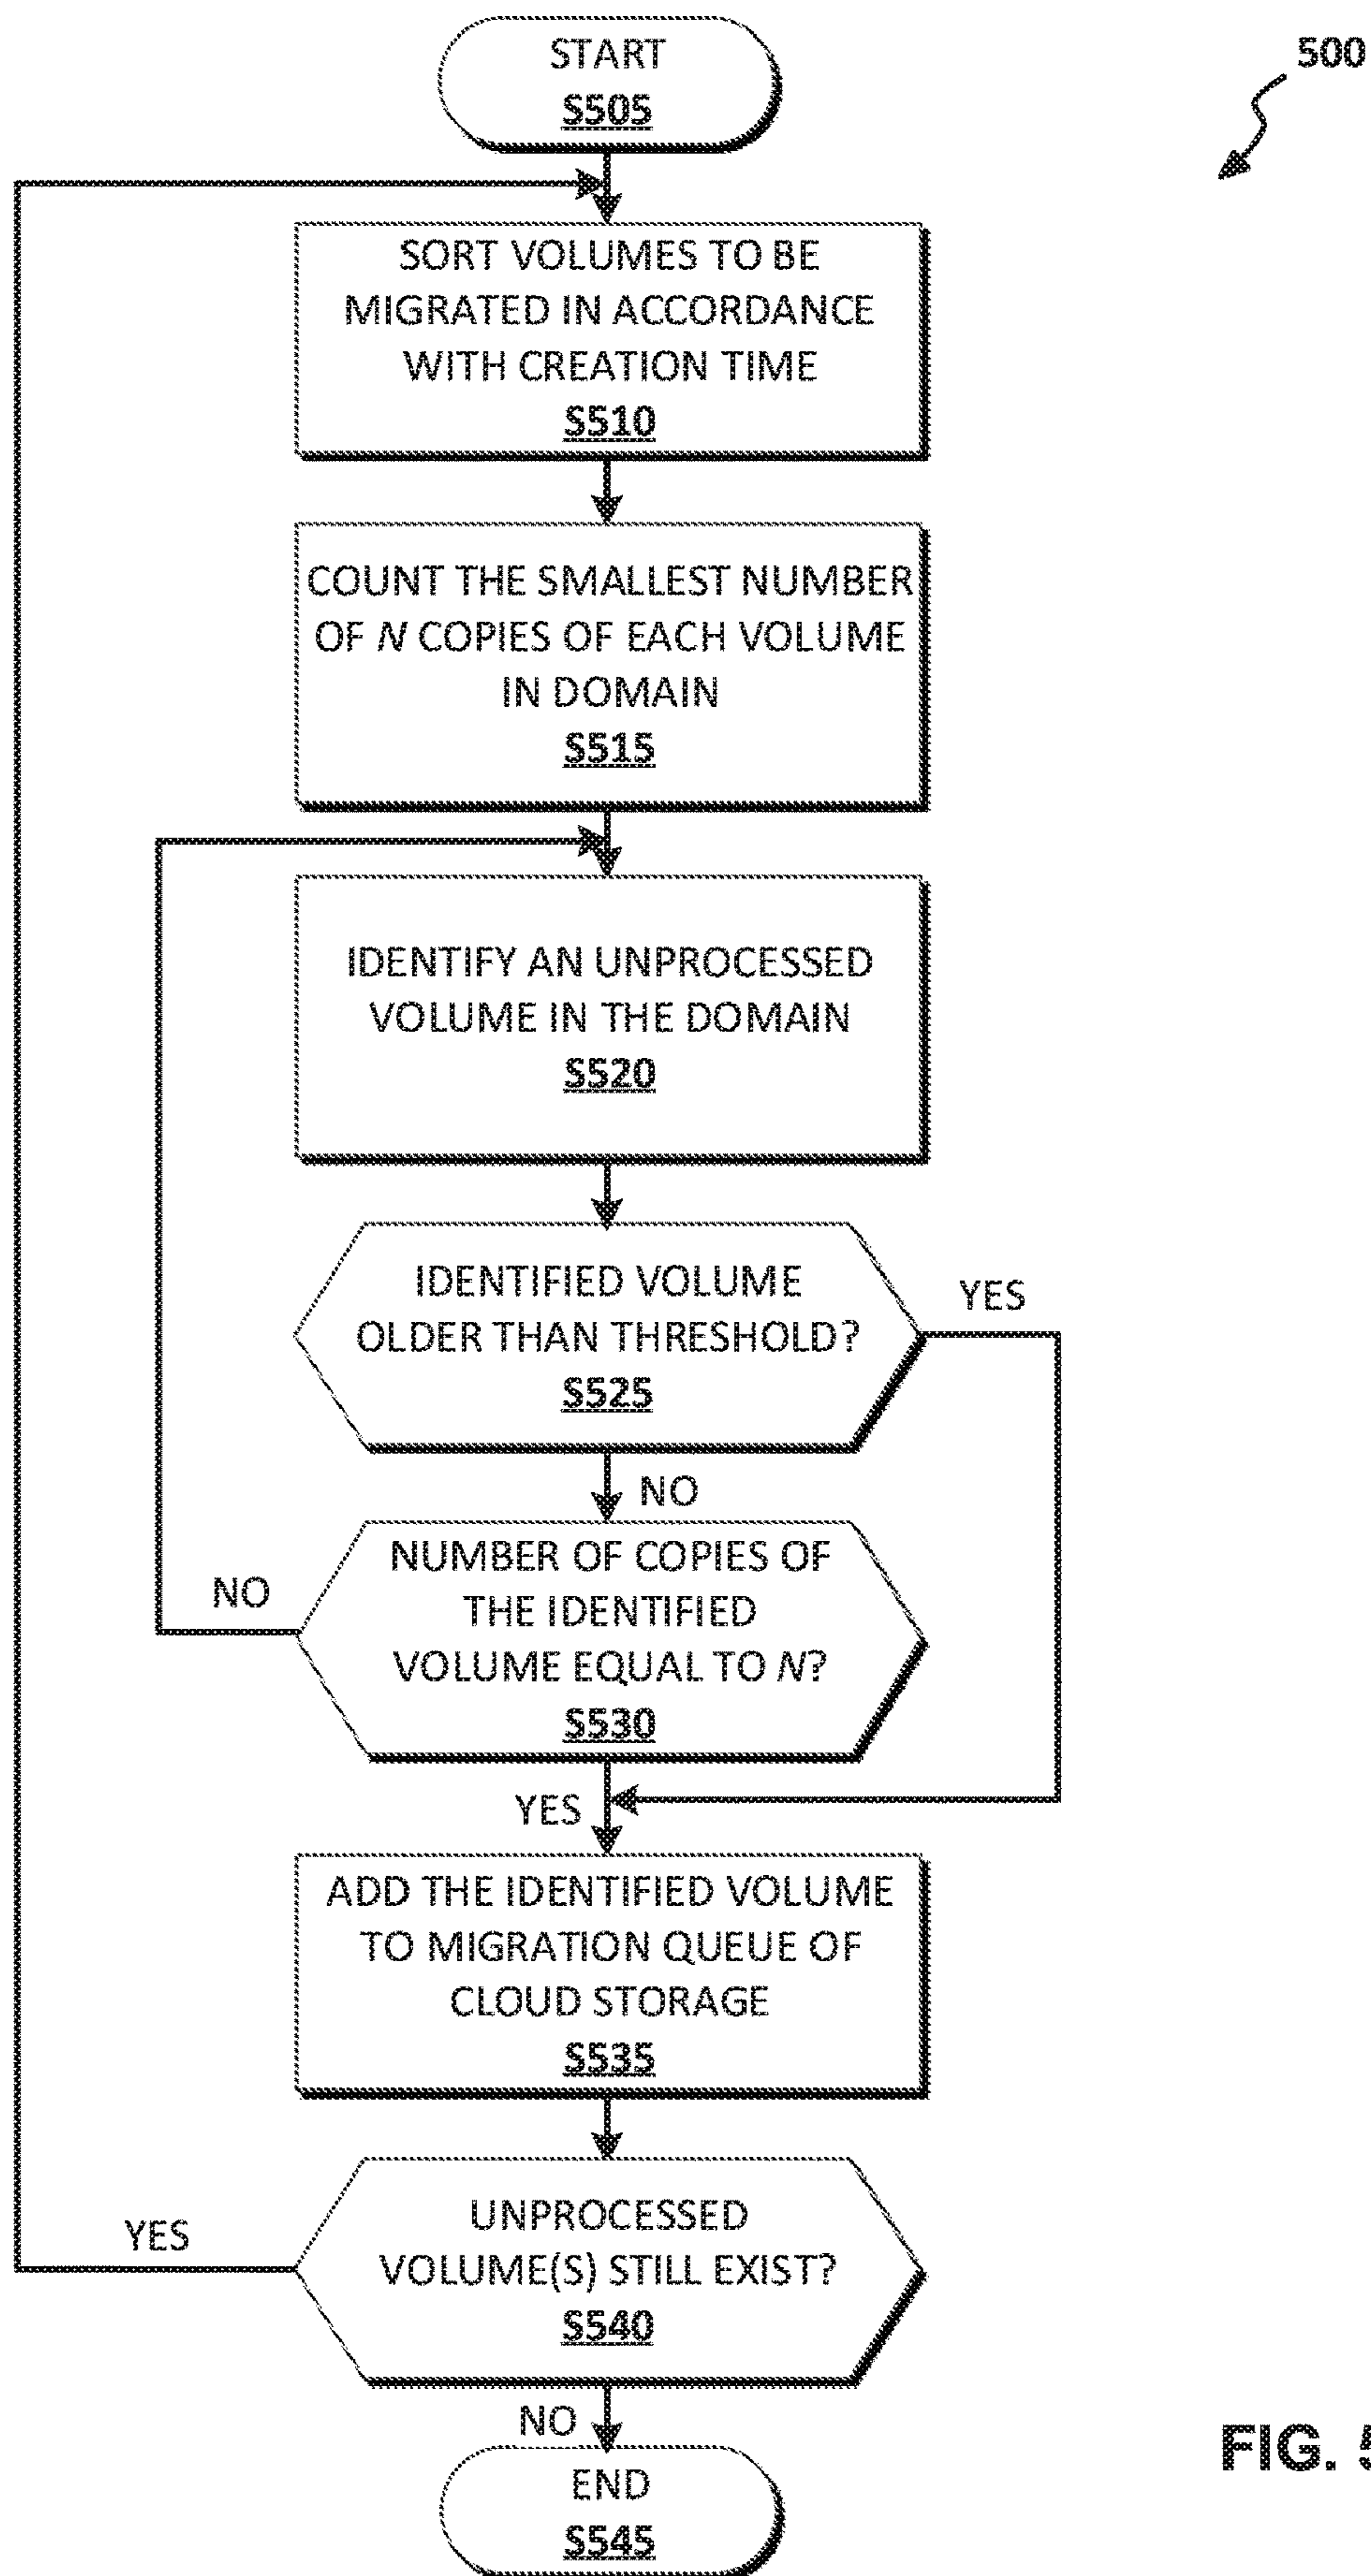 START
S505
500
SORT VOLUMES TO BE
MIGRATED IN ACCORDANCE
WITH CREATION TIME
S510
COUNT THE SMALLEST NUMBER
OF N COPIES OF EACH VOLUME
IN DOMAIN
S515
IDENTIFY AN UNPROCESSED
VOLUME IN THE DOMAIN
S520
IDENTIFIED VOLUME
OLDER THAN THRESHOLD?
S525
YES
NO
NUMBER OF COPIES OF
THE IDENTIFIED
VOLUME EQUAL TO N?
S530
NO
YES
ADD THE IDENTIFIED VOLUME
TO MIGRATION QUEUE OF
CLOUD STORAGE
S535
UNPROCESSED
VOLUME(S) STILL EXIST?
S540
YES
NO
END
S545
FIG. 5